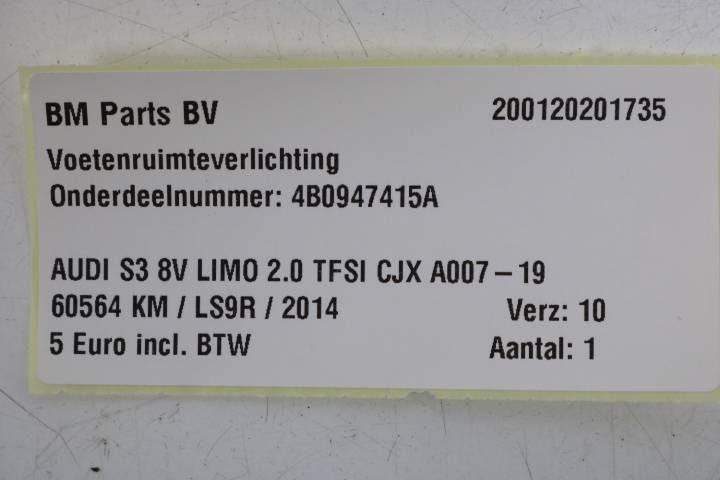 BM Parts BV 200120201735
Voetenruimteverlichting
Onderdeelnummer: 4B0947415A
AUDI S3 8V LIMO 2.0 TFSI CJX A007 – 19
60564 KM / LS9R / 2014 Verz: 10
5 Euro incl. BTW Aantal: 1